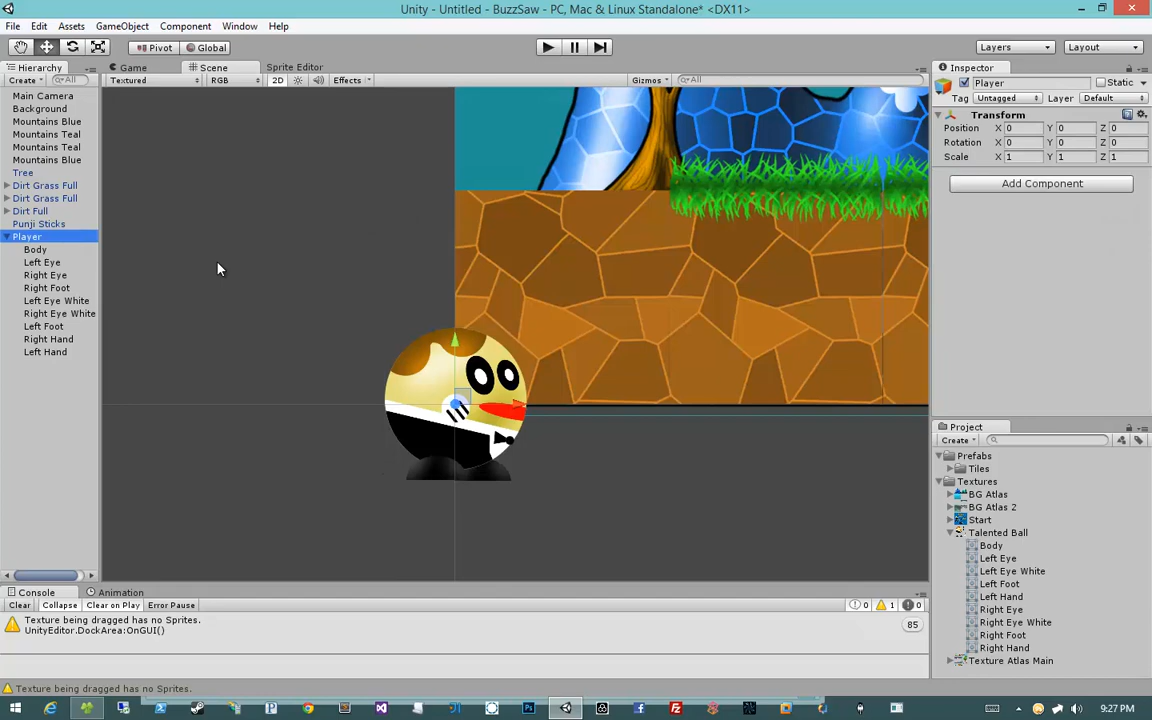 Unity - Untitled - BuzzSaw - PC, Mac & Linux Standalone* <DX11>
File Edit Assets GameObject Component Window Help
Pivot Global Layers Layout
Hierarchy Game Scene Sprite Editor Inspector
Create All Textured RGB 2D Effects Gizmos All
Player Static
Tag Untagged Layer Default
Transform
Position X 0 Y 0 Z 0
Rotation X 0 Y 0 Z 0
Scale X 1 Y 1 Z 1
Add Component
Main Camera
Background
Mountains Blue
Mountains Teal
Mountains Teal
Mountains Blue
Tree
Dirt Grass Full
Dirt Grass Full
Dirt Full
Punji Sticks
Player
Body
Left Eye
Right Eye
Right Foot
Left Eye White
Right Eye White
Left Foot
Right Hand
Left Hand
Project
Create
Prefabs
Tiles
Textures
BG Atlas
BG Atlas 2
Start
Talented Ball
Body
Left Eye
Left Eye White
Left Foot
Left Hand
Right Eye
Right Eye White
Right Foot
Right Hand
Texture Atlas Main
Console Animation
Clear Collapse Clear on Play Error Pause 0 1 0
Texture being dragged has no Sprites.
UnityEditor.DockArea:OnGUI()
85
Texture being dragged has no Sprites.
9:27 PM